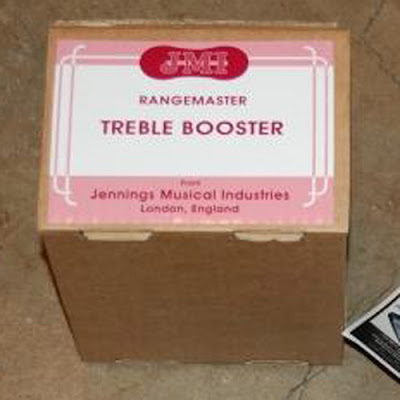 JMI
RANGEMASTER
TREBLE BOOSTER
from
Jennings Musical Industries
London, England